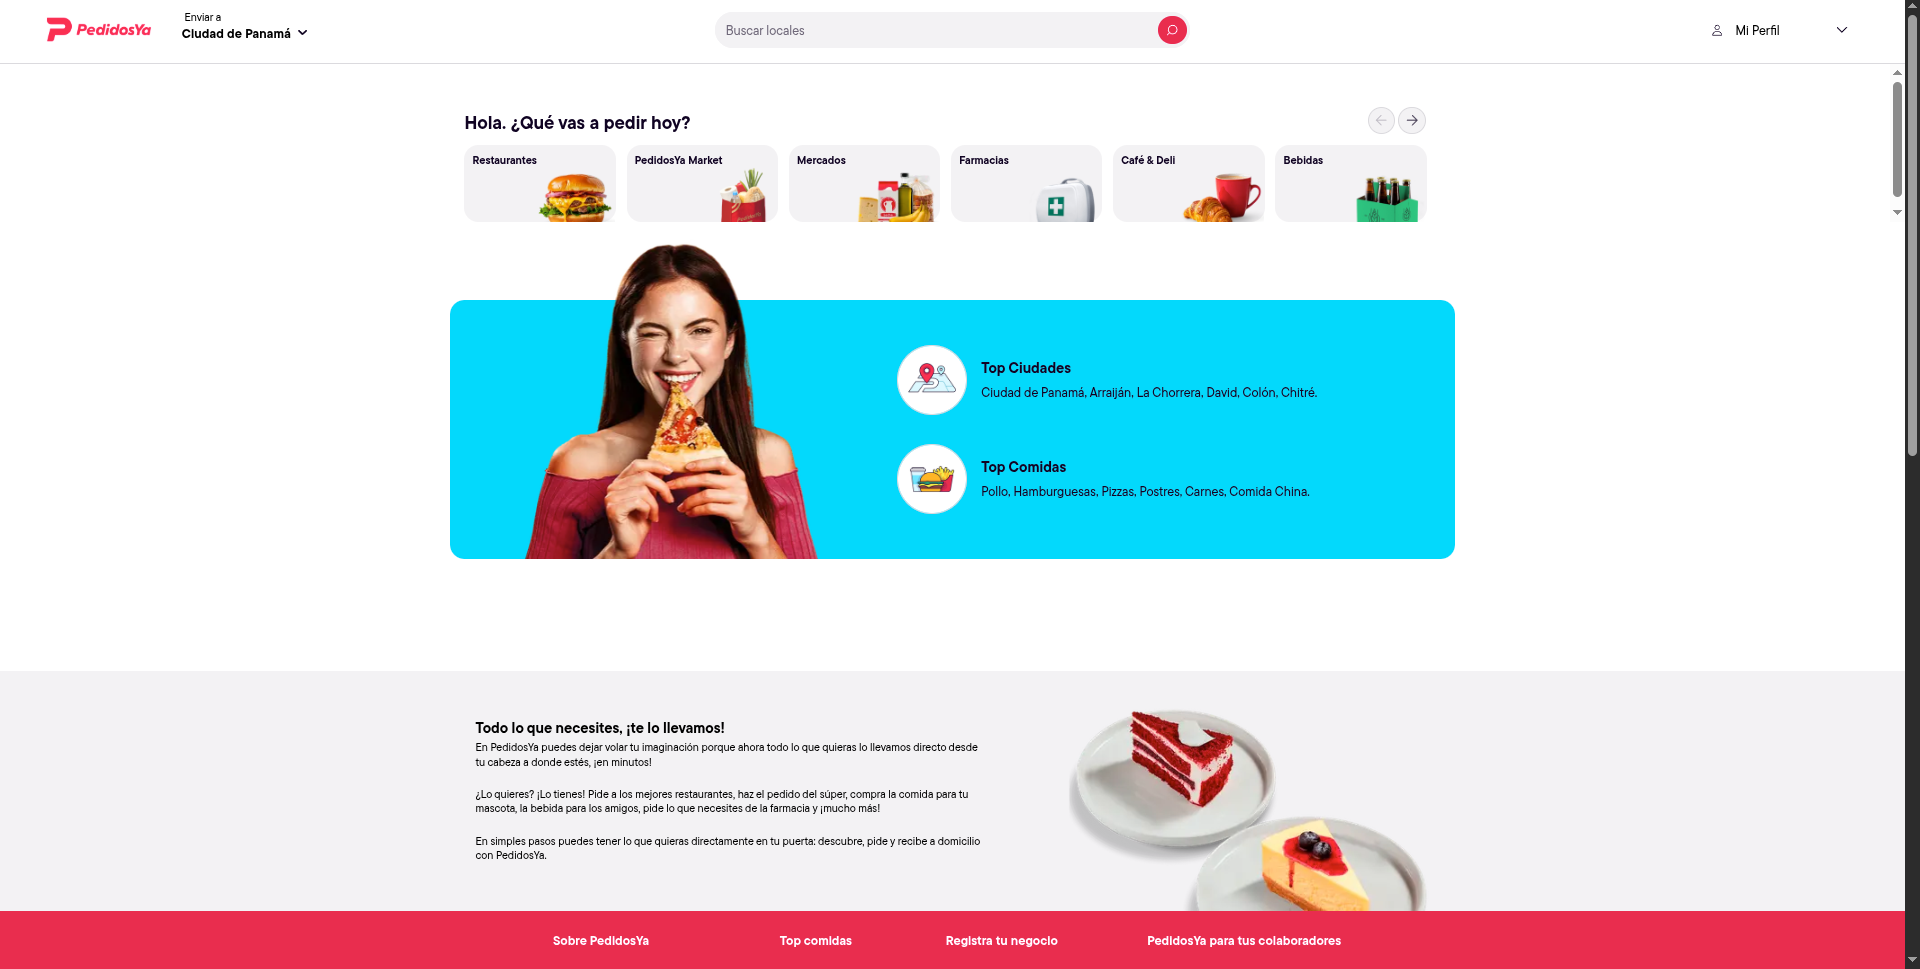 PedidosYa
Enviar a
Ciudad de Panamá
Buscar locales
Mi Perfil
Hola. ¿Qué vas a pedir hoy?
Restaurantes
PedidosYa Market
Mercados
Farmacias
Café & Deli
Bebidas
Top Ciudades
Ciudad de Panamá, Arraiján, La Chorrera, David, Colón, Chitré.
Top Comidas
Pollo, Hamburguesas, Pizzas, Postres, Carnes, Comida China.
Todo lo que necesites, ¡te lo llevamos!
En PedidosYa puedes dejar volar tu imaginación porque ahora todo lo que quieras lo llevamos directo desde
tu cabeza a donde estés, ¡en minutos!
¿Lo quieres? ¡Lo tienes! Pide a los mejores restaurantes, haz el pedido del súper, compra la comida para tu
mascota, la bebida para los amigos, pide lo que necesites de la farmacia y ¡mucho más!
En simples pasos puedes tener lo que quieras directamente en tu puerta: descubre, pide y recibe a domicilio
con PedidosYa.
Sobre PedidosYa
Top comidas
Registra tu negocio
PedidosYa para tus colaboradores